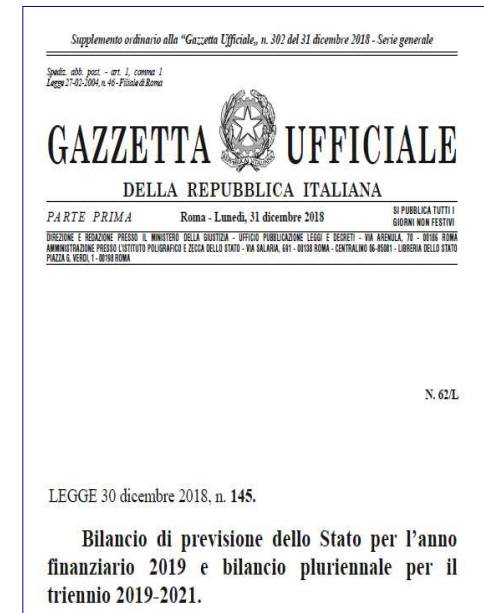 Supplemento ordinario alla "Gazzetta Ufficiale„ n. 302 del 31 dicembre 2018 - Serie generale
Spediz. abb. post. - art. 1, comma 1
Legge 27-02-2004, n. 46 - Filiale di Roma
GAZZETTA UFFICIALE
DELLA REPUBBLICA ITALIANA
PARTE PRIMA
Roma - Lunedì, 31 dicembre 2018
SI PUBBLICA TUTTI I
GIORNI NON FESTIVI
DIREZIONE E REDAZIONE PRESSO IL MINISTERO DELLA GIUSTIZIA - UFFICIO PUBBLICAZIONE LEGGI E DECRETI - VIA ARENULA, 70 - 00186 ROMA
AMMINISTRAZIONE PRESSO L'ISTITUTO POLIGRAFICO E ZECCA DELLO STATO - VIA SALARIA, 691 - 00138 ROMA - CENTRALINO 06-85081 - LIBRERIA DELLO STATO
PIAZZA G. VERDI, 1 - 00198 ROMA
N. 62/L
LEGGE 30 dicembre 2018, n. 145.
Bilancio di previsione dello Stato per l'anno
finanziario 2019 e bilancio pluriennale per il
triennio 2019-2021.